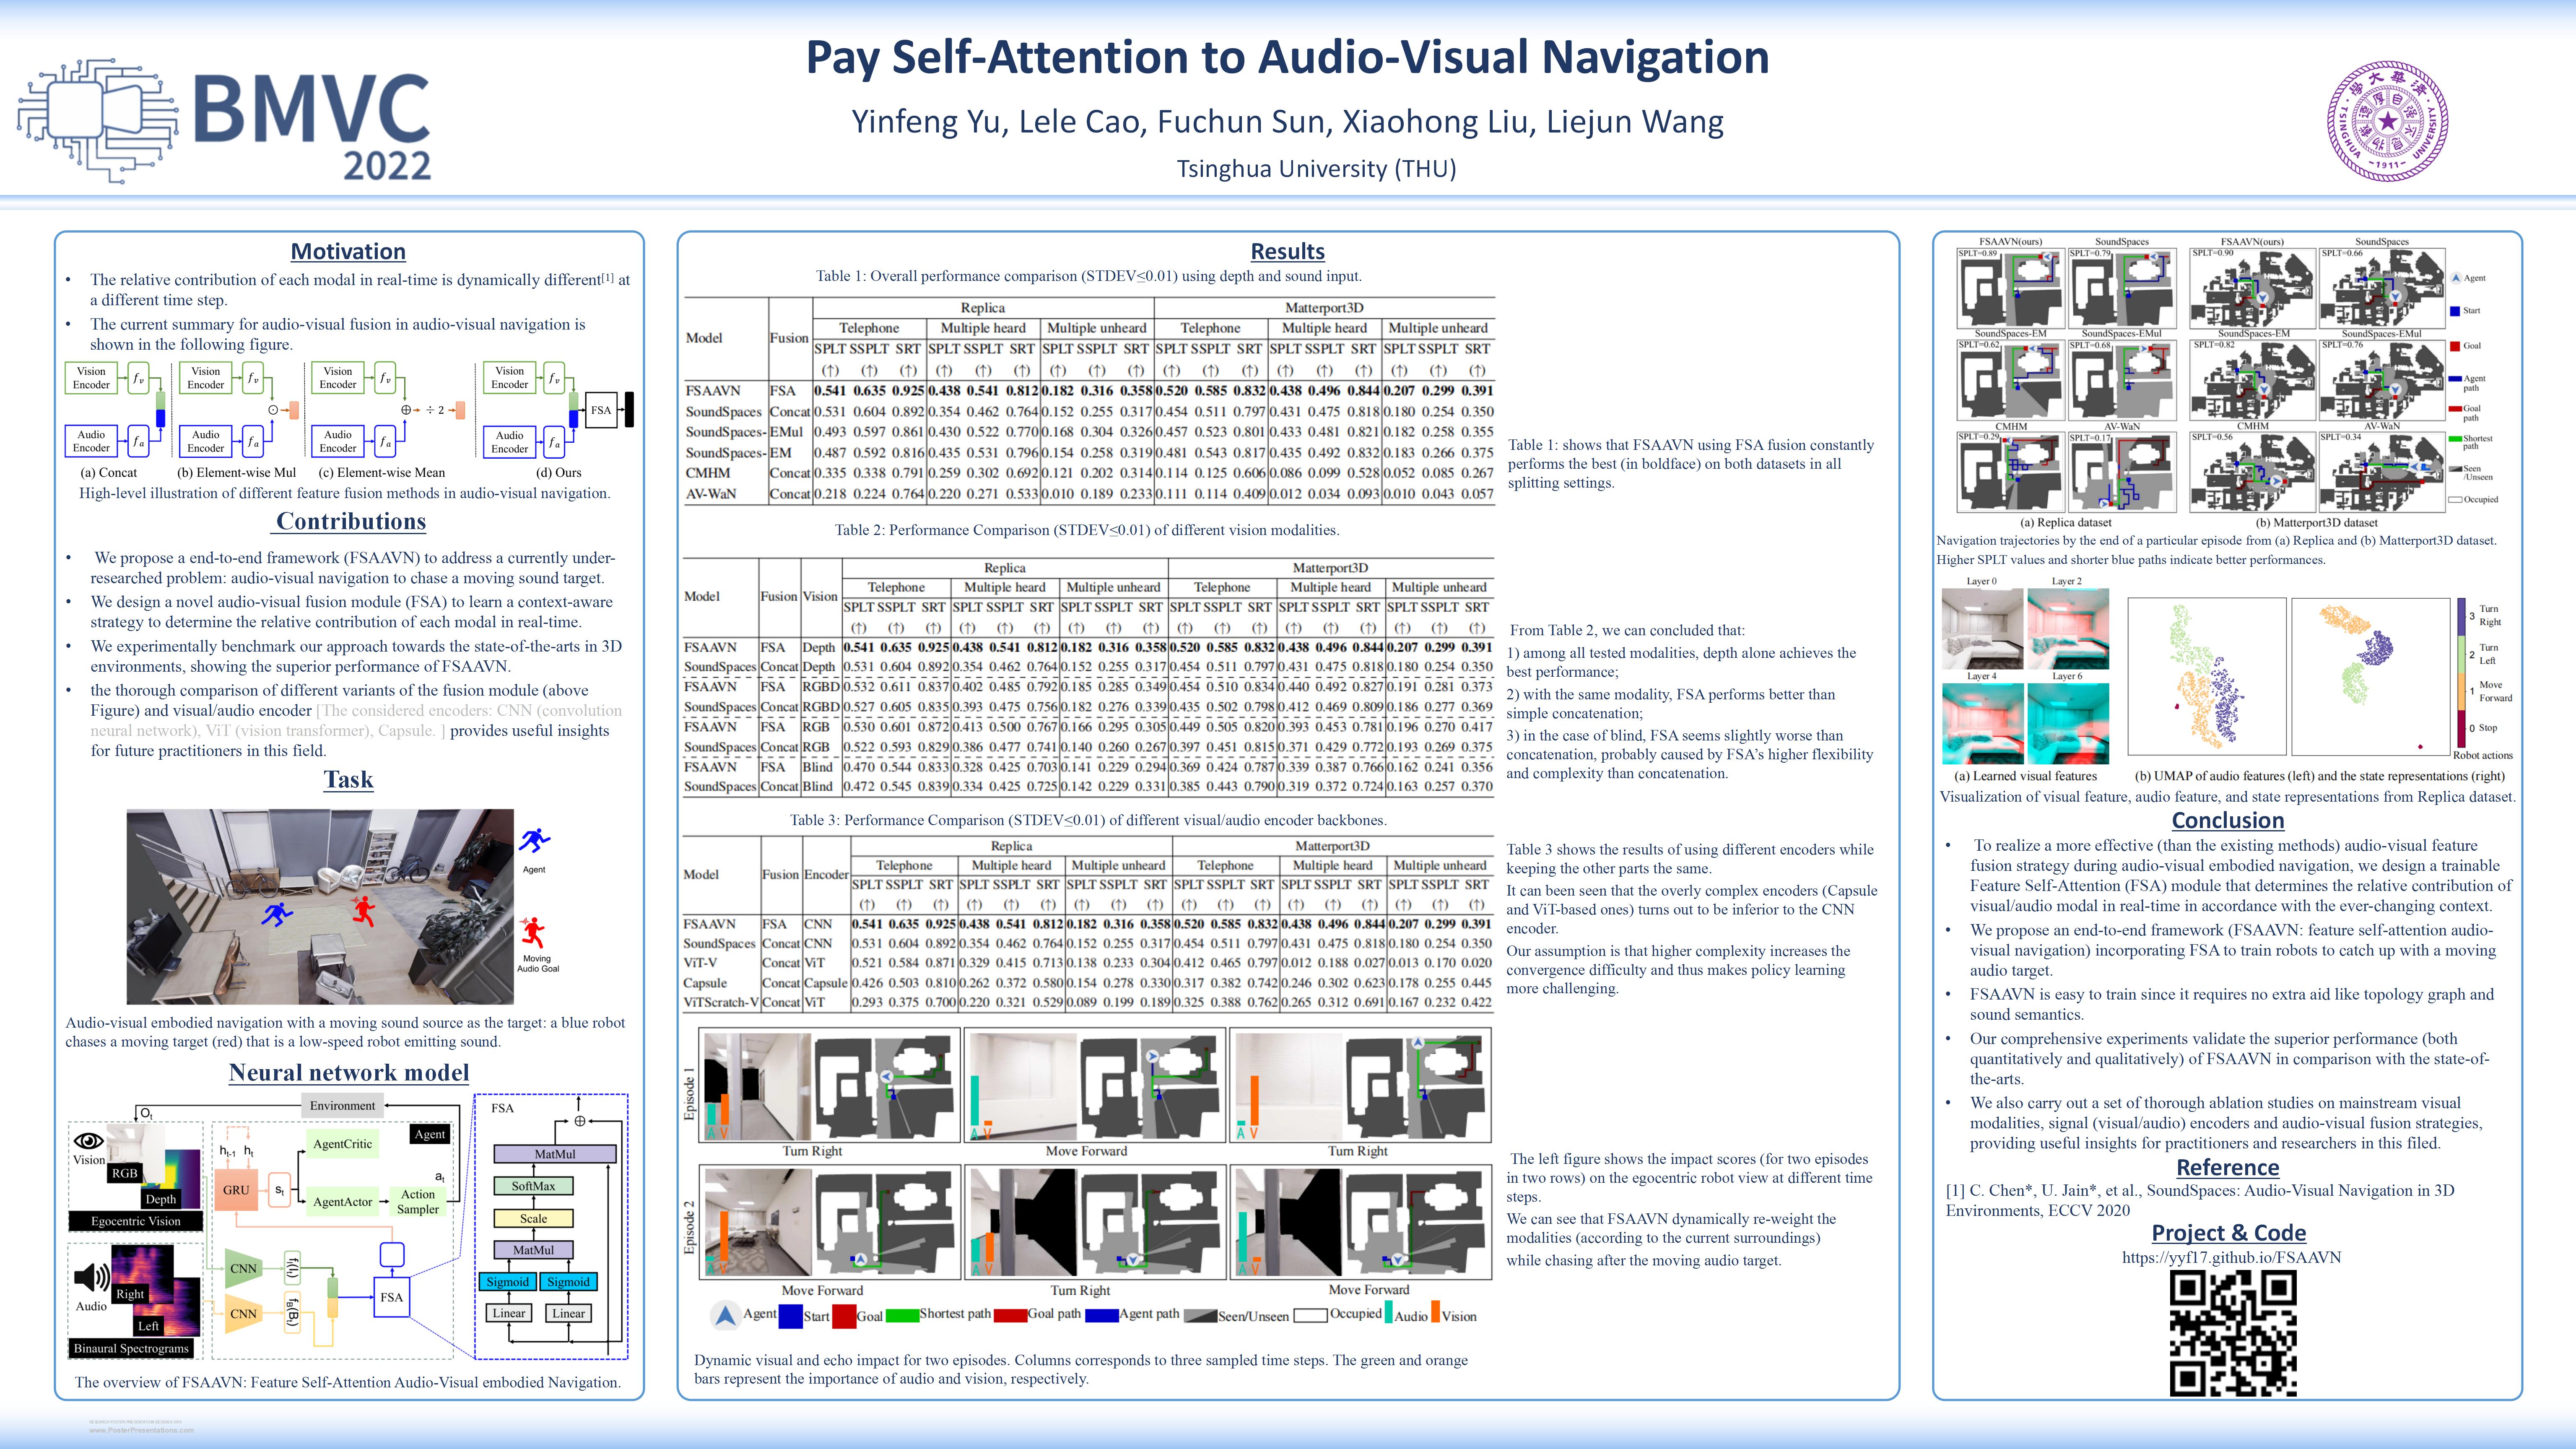 BMVC
2022
Pay Self-Attention to Audio-Visual Navigation
Yinfeng Yu, Lele Cao, Fuchun Sun, Xiaohong Liu, Liejun Wang
Tsinghua University (THU)
TSINGHUA UNIVERSITY
-1911-
Motivation
• The relative contribution of each modal in real-time is dynamically different[1] at
a different time step.
• The current summary for audio-visual fusion in audio-visual navigation is
shown in the following figure.
Vision Encoder fv Vision Encoder fv Vision Encoder fv Vision Encoder fv
⊙ ⊕ ÷ 2 FSA
Audio Encoder fa Audio Encoder fa Audio Encoder fa Audio Encoder fa
(a) Concat (b) Element-wise Mul (c) Element-wise Mean (d) Ours
High-level illustration of different feature fusion methods in audio-visual navigation.
Contributions
• We propose a end-to-end framework (FSAAVN) to address a currently under-
researched problem: audio-visual navigation to chase a moving sound target.
• We design a novel audio-visual fusion module (FSA) to learn a context-aware
strategy to determine the relative contribution of each modal in real-time.
• We experimentally benchmark our approach towards the state-of-the-arts in 3D
environments, showing the superior performance of FSAAVN.
• the thorough comparison of different variants of the fusion module (above
Figure) and visual/audio encoder [The considered encoders: CNN (convolution
neural network), ViT (vision transformer), Capsule. ] provides useful insights
for future practitioners in this field.
Task
Agent
Moving
Audio Goal
Audio-visual embodied navigation with a moving sound source as the target: a blue robot
chases a moving target (red) that is a low-speed robot emitting sound.
Neural network model
Ot
Environment
Vision
RGB
Depth
Egocentric Vision
Audio
Right
Left
Binaural Spectrograms
ht-1 ht
GRU
st
AgentCritic
Agent
AgentActor
at
Action
Sampler
CNN
fI(It)
CNN
fB(Bt)
FSA
FSA
⊕
MatMul
SoftMax
Scale
MatMul
Sigmoid Sigmoid
Linear Linear
The overview of FSAAVN: Feature Self-Attention Audio-Visual embodied Navigation.
Results
Table 1: Overall performance comparison (STDEV≤0.01) using depth and sound input.
Model Fusion Replica Matterport3D
Telephone Multiple heard Multiple unheard Telephone Multiple heard Multiple unheard
SPLT SSPLT SRT SPLT SSPLT SRT SPLT SSPLT SRT SPLT SSPLT SRT SPLT SSPLT SRT SPLT SSPLT SRT
(↑) (↑) (↑) (↑) (↑) (↑) (↑) (↑) (↑) (↑) (↑) (↑) (↑) (↑) (↑) (↑) (↑) (↑)
FSAAVN FSA 0.541 0.635 0.925 0.438 0.541 0.812 0.182 0.316 0.358 0.520 0.585 0.832 0.438 0.496 0.844 0.207 0.299 0.391
SoundSpaces Concat 0.531 0.604 0.892 0.354 0.462 0.764 0.152 0.255 0.317 0.454 0.511 0.797 0.431 0.475 0.818 0.180 0.254 0.350
SoundSpaces- EMul 0.493 0.597 0.861 0.430 0.522 0.770 0.168 0.304 0.326 0.457 0.523 0.801 0.433 0.481 0.821 0.182 0.258 0.355
SoundSpaces- EM 0.487 0.592 0.816 0.435 0.531 0.796 0.154 0.258 0.319 0.481 0.543 0.817 0.435 0.492 0.832 0.183 0.266 0.375
CMHM Concat 0.335 0.338 0.791 0.259 0.302 0.692 0.121 0.202 0.314 0.114 0.125 0.606 0.086 0.099 0.528 0.052 0.085 0.267
AV-WaN Concat 0.218 0.224 0.764 0.220 0.271 0.533 0.010 0.189 0.233 0.111 0.114 0.409 0.012 0.034 0.093 0.010 0.043 0.057
Table 1: shows that FSAAVN using FSA fusion constantly
performs the best (in boldface) on both datasets in all
splitting settings.
Table 2: Performance Comparison (STDEV≤0.01) of different vision modalities.
Model Fusion Vision Replica Matterport3D
Telephone Multiple heard Multiple unheard Telephone Multiple heard Multiple unheard
SPLT SSPLT SRT SPLT SSPLT SRT SPLT SSPLT SRT SPLT SSPLT SRT SPLT SSPLT SRT SPLT SSPLT SRT
(↑) (↑) (↑) (↑) (↑) (↑) (↑) (↑) (↑) (↑) (↑) (↑) (↑) (↑) (↑) (↑) (↑) (↑)
FSAAVN FSA Depth 0.541 0.635 0.925 0.438 0.541 0.812 0.182 0.316 0.358 0.520 0.585 0.832 0.438 0.496 0.844 0.207 0.299 0.391
SoundSpaces Concat Depth 0.531 0.604 0.892 0.354 0.462 0.764 0.152 0.255 0.317 0.454 0.511 0.797 0.431 0.475 0.818 0.180 0.254 0.350
FSAAVN FSA RGBD 0.532 0.611 0.837 0.402 0.485 0.792 0.185 0.285 0.349 0.454 0.510 0.834 0.440 0.492 0.827 0.191 0.281 0.373
SoundSpaces Concat RGBD 0.527 0.605 0.835 0.393 0.475 0.756 0.182 0.276 0.339 0.435 0.502 0.798 0.412 0.469 0.809 0.186 0.277 0.369
FSAAVN FSA RGB 0.530 0.601 0.872 0.413 0.500 0.767 0.166 0.295 0.305 0.449 0.505 0.820 0.393 0.453 0.781 0.196 0.270 0.417
SoundSpaces Concat RGB 0.522 0.593 0.829 0.386 0.477 0.741 0.140 0.260 0.267 0.397 0.451 0.815 0.371 0.429 0.772 0.193 0.269 0.375
FSAAVN FSA Blind 0.470 0.544 0.833 0.328 0.425 0.703 0.141 0.229 0.294 0.369 0.424 0.787 0.339 0.387 0.766 0.162 0.241 0.356
SoundSpaces Concat Blind 0.472 0.545 0.839 0.334 0.425 0.725 0.142 0.229 0.331 0.385 0.443 0.790 0.319 0.372 0.724 0.163 0.257 0.370
From Table 2, we can concluded that:
1) among all tested modalities, depth alone achieves the
best performance;
2) with the same modality, FSA performs better than
simple concatenation;
3) in the case of blind, FSA seems slightly worse than
concatenation, probably caused by FSA's higher flexibility
and complexity than concatenation.
Table 3: Performance Comparison (STDEV≤0.01) of different visual/audio encoder backbones.
Model Fusion Encoder Replica Matterport3D
Telephone Multiple heard Multiple unheard Telephone Multiple heard Multiple unheard
SPLT SSPLT SRT SPLT SSPLT SRT SPLT SSPLT SRT SPLT SSPLT SRT SPLT SSPLT SRT SPLT SSPLT SRT
(↑) (↑) (↑) (↑) (↑) (↑) (↑) (↑) (↑) (↑) (↑) (↑) (↑) (↑) (↑) (↑) (↑) (↑)
FSAAVN FSA CNN 0.541 0.635 0.925 0.438 0.541 0.812 0.182 0.316 0.358 0.520 0.585 0.832 0.438 0.496 0.844 0.207 0.299 0.391
SoundSpaces Concat CNN 0.531 0.604 0.892 0.354 0.462 0.764 0.152 0.255 0.317 0.454 0.511 0.797 0.431 0.475 0.818 0.180 0.254 0.350
ViT-V Concat ViT 0.521 0.584 0.871 0.329 0.415 0.713 0.138 0.233 0.304 0.412 0.465 0.797 0.012 0.188 0.027 0.013 0.170 0.020
Capsule Concat Capsule 0.426 0.503 0.810 0.262 0.372 0.580 0.154 0.278 0.330 0.317 0.382 0.742 0.246 0.302 0.623 0.178 0.255 0.445
ViTScratch-V Concat ViT 0.293 0.375 0.700 0.220 0.321 0.529 0.089 0.199 0.189 0.325 0.388 0.762 0.265 0.312 0.691 0.167 0.232 0.422
Table 3 shows the results of using different encoders while
keeping the other parts the same.
It can been seen that the overly complex encoders (Capsule
and ViT-based ones) turns out to be inferior to the CNN
encoder.
Our assumption is that higher complexity increases the
convergence difficulty and thus makes policy learning
more challenging.
Episode 1
A V A V A V
Turn Right Move Forward Turn Right
Episode 2
A V A V A V
Move Forward Turn Right Move Forward
Agent Start Goal Shortest path Goal path Agent path Seen/Unseen Occupied Audio Vision
The left figure shows the impact scores (for two episodes
in two rows) on the egocentric robot view at different time
steps.
We can see that FSAAVN dynamically re-weight the
modalities (according to the current surroundings)
while chasing after the moving audio target.
Dynamic visual and echo impact for two episodes. Columns corresponds to three sampled time steps. The green and orange
bars represent the importance of audio and vision, respectively.
FSAAVN(ours) SoundSpaces FSAAVN(ours) SoundSpaces
SPLT=0.89 SPLT=0.79 SPLT=0.90 SPLT=0.66
SoundSpaces-EM SoundSpaces-EMul SoundSpaces-EM SoundSpaces-EMul
SPLT=0.62 SPLT=0.68 SPLT=0.82 SPLT=0.76
CMHM AV-WaN CMHM AV-WaN
SPLT=0.29 SPLT=0.17 SPLT=0.56 SPLT=0.34
Agent
Start
Goal
Agent
path
Goal
path
Shortest
path
Seen
/Unseen
Occupied
(a) Replica dataset (b) Matterport3D dataset
Navigation trajectories by the end of a particular episode from (a) Replica and (b) Matterport3D dataset.
Higher SPLT values and shorter blue paths indicate better performances.
Layer 0 Layer 2
Layer 4 Layer 6
3 Turn Right
2 Turn Left
1 Move Forward
0 Stop
Robot actions
(a) Learned visual features (b) UMAP of audio features (left) and the state representations (right)
Visualization of visual feature, audio feature, and state representations from Replica dataset.
Conclusion
• To realize a more effective (than the existing methods) audio-visual feature
fusion strategy during audio-visual embodied navigation, we design a trainable
Feature Self-Attention (FSA) module that determines the relative contribution of
visual/audio modal in real-time in accordance with the ever-changing context.
• We propose an end-to-end framework (FSAAVN: feature self-attention audio-
visual navigation) incorporating FSA to train robots to catch up with a moving
audio target.
• FSAAVN is easy to train since it requires no extra aid like topology graph and
sound semantics.
• Our comprehensive experiments validate the superior performance (both
quantitatively and qualitatively) of FSAAVN in comparison with the state-of-
the-arts.
• We also carry out a set of thorough ablation studies on mainstream visual
modalities, signal (visual/audio) encoders and audio-visual fusion strategies,
providing useful insights for practitioners and researchers in this filed.
Reference
[1] C. Chen*, U. Jain*, et al., SoundSpaces: Audio-Visual Navigation in 3D
Environments, ECCV 2020
Project & Code
https://yyf17.github.io/FSAAVN
www.PosterPresentations.com